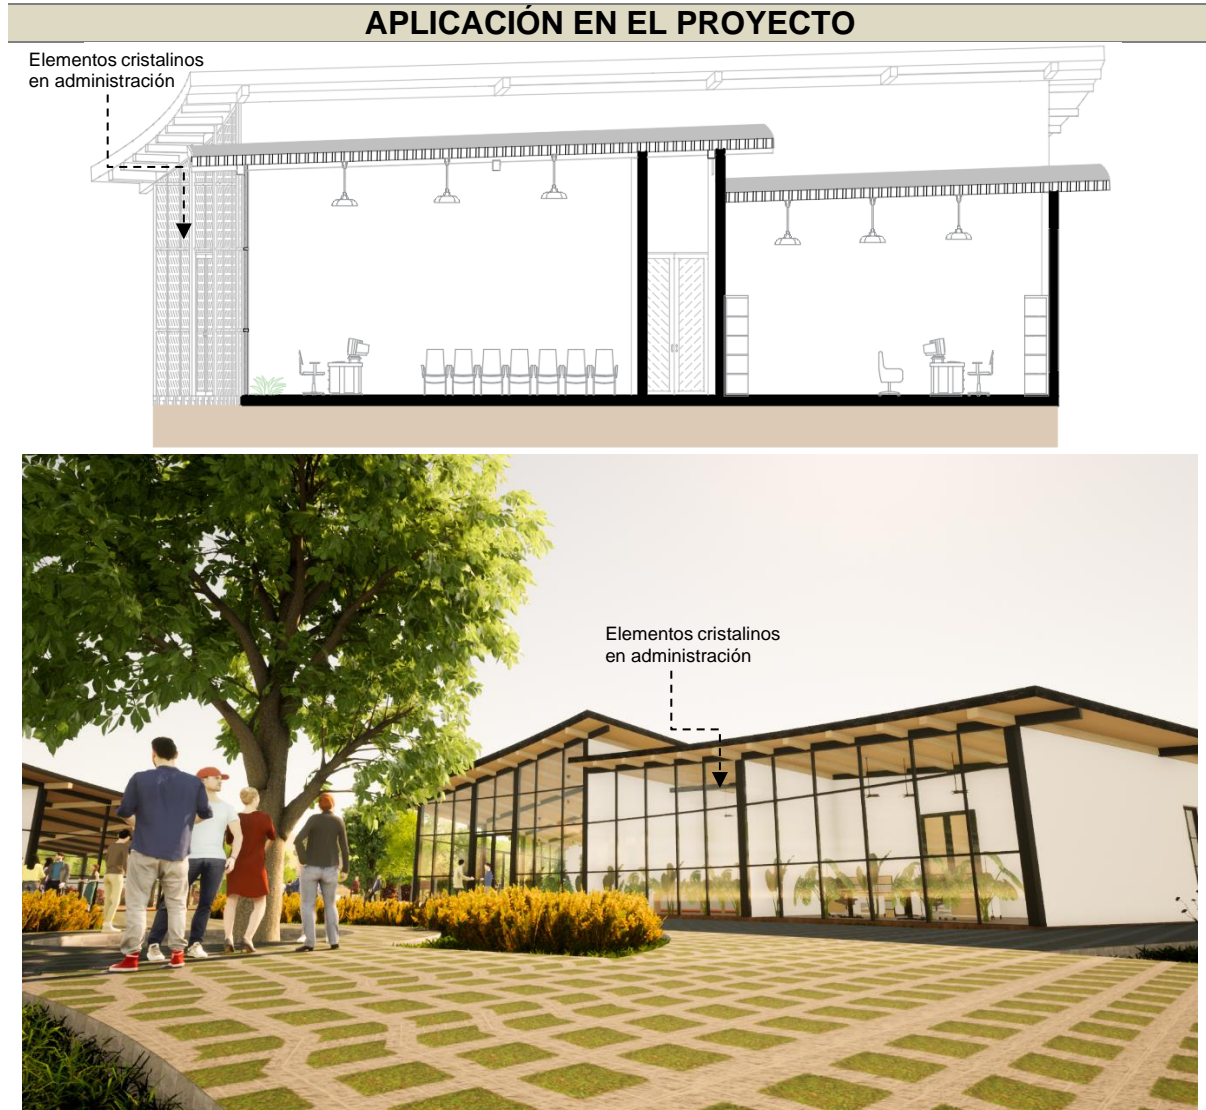 APLICACIÓN EN EL PROYECTO
Elementos cristalinos
en administración
Elementos cristalinos
en administración